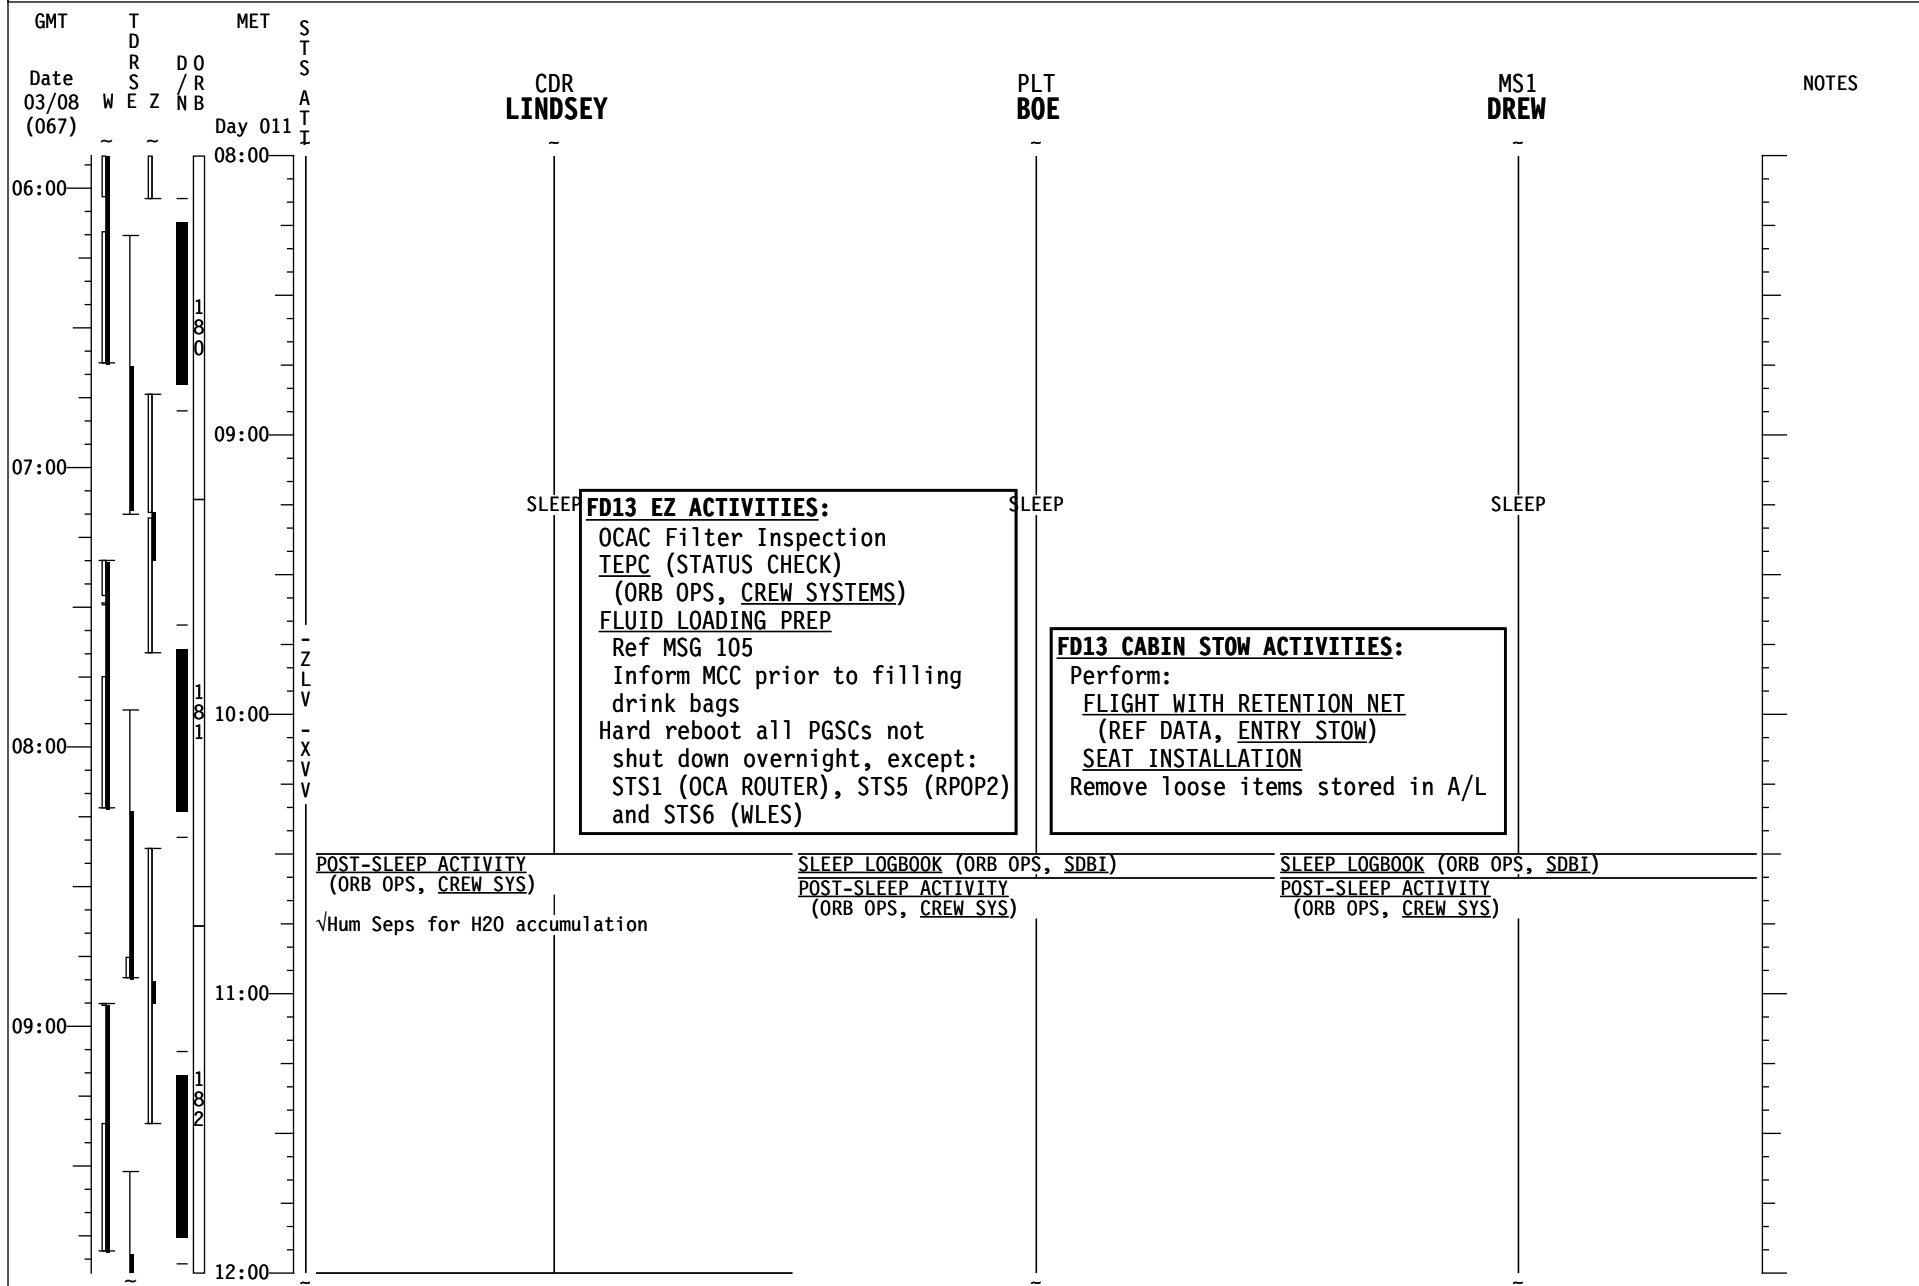 GMT
TDRS
MET
STS ATT
Date
03/08
(067)
W E Z
D/N
ORB
Day 011
CDR
LINDSEY
PLT
BOE
MS1
DREW
NOTES
~ ~ ~ ~ ~
08:00
06:00
180
09:00
07:00
SLEEP
SLEEP
SLEEP
FD13 EZ ACTIVITIES:
OCAC Filter Inspection
TEPC (STATUS CHECK)
(ORB OPS, CREW SYSTEMS)
FLUID LOADING PREP
Ref MSG 105
Inform MCC prior to filling
drink bags
Hard reboot all PGSCs not
shut down overnight, except:
STS1 (OCA ROUTER), STS5 (RPOP2)
and STS6 (WLES)
FD13 CABIN STOW ACTIVITIES:
Perform:
FLIGHT WITH RETENTION NET
(REF DATA, ENTRY STOW)
SEAT INSTALLATION
Remove loose items stored in A/L
-ZLV -XVV
181
10:00
08:00
POST-SLEEP ACTIVITY
(ORB OPS, CREW SYS)
√Hum Seps for H2O accumulation
SLEEP LOGBOOK (ORB OPS, SDBI)
POST-SLEEP ACTIVITY
(ORB OPS, CREW SYS)
SLEEP LOGBOOK (ORB OPS, SDBI)
POST-SLEEP ACTIVITY
(ORB OPS, CREW SYS)
11:00
09:00
182
12:00
~ ~ ~ ~